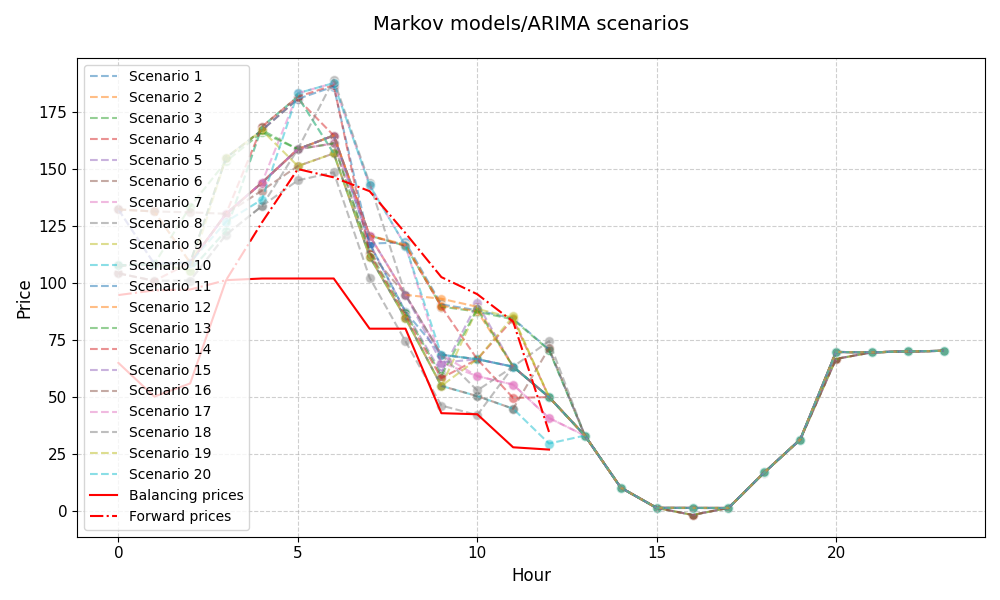 Markov models/ARIMA scenarios
Price
175
150
125
100
75
50
25
0
Scenario 1
Scenario 2
Scenario 3
Scenario 4
Scenario 5
Scenario 6
Scenario 7
Scenario 8
Scenario 9
Scenario 10
Scenario 11
Scenario 12
Scenario 13
Scenario 14
Scenario 15
Scenario 16
Scenario 17
Scenario 18
Scenario 19
Scenario 20
Balancing prices
Forward prices
0 5 10 15 20
Hour